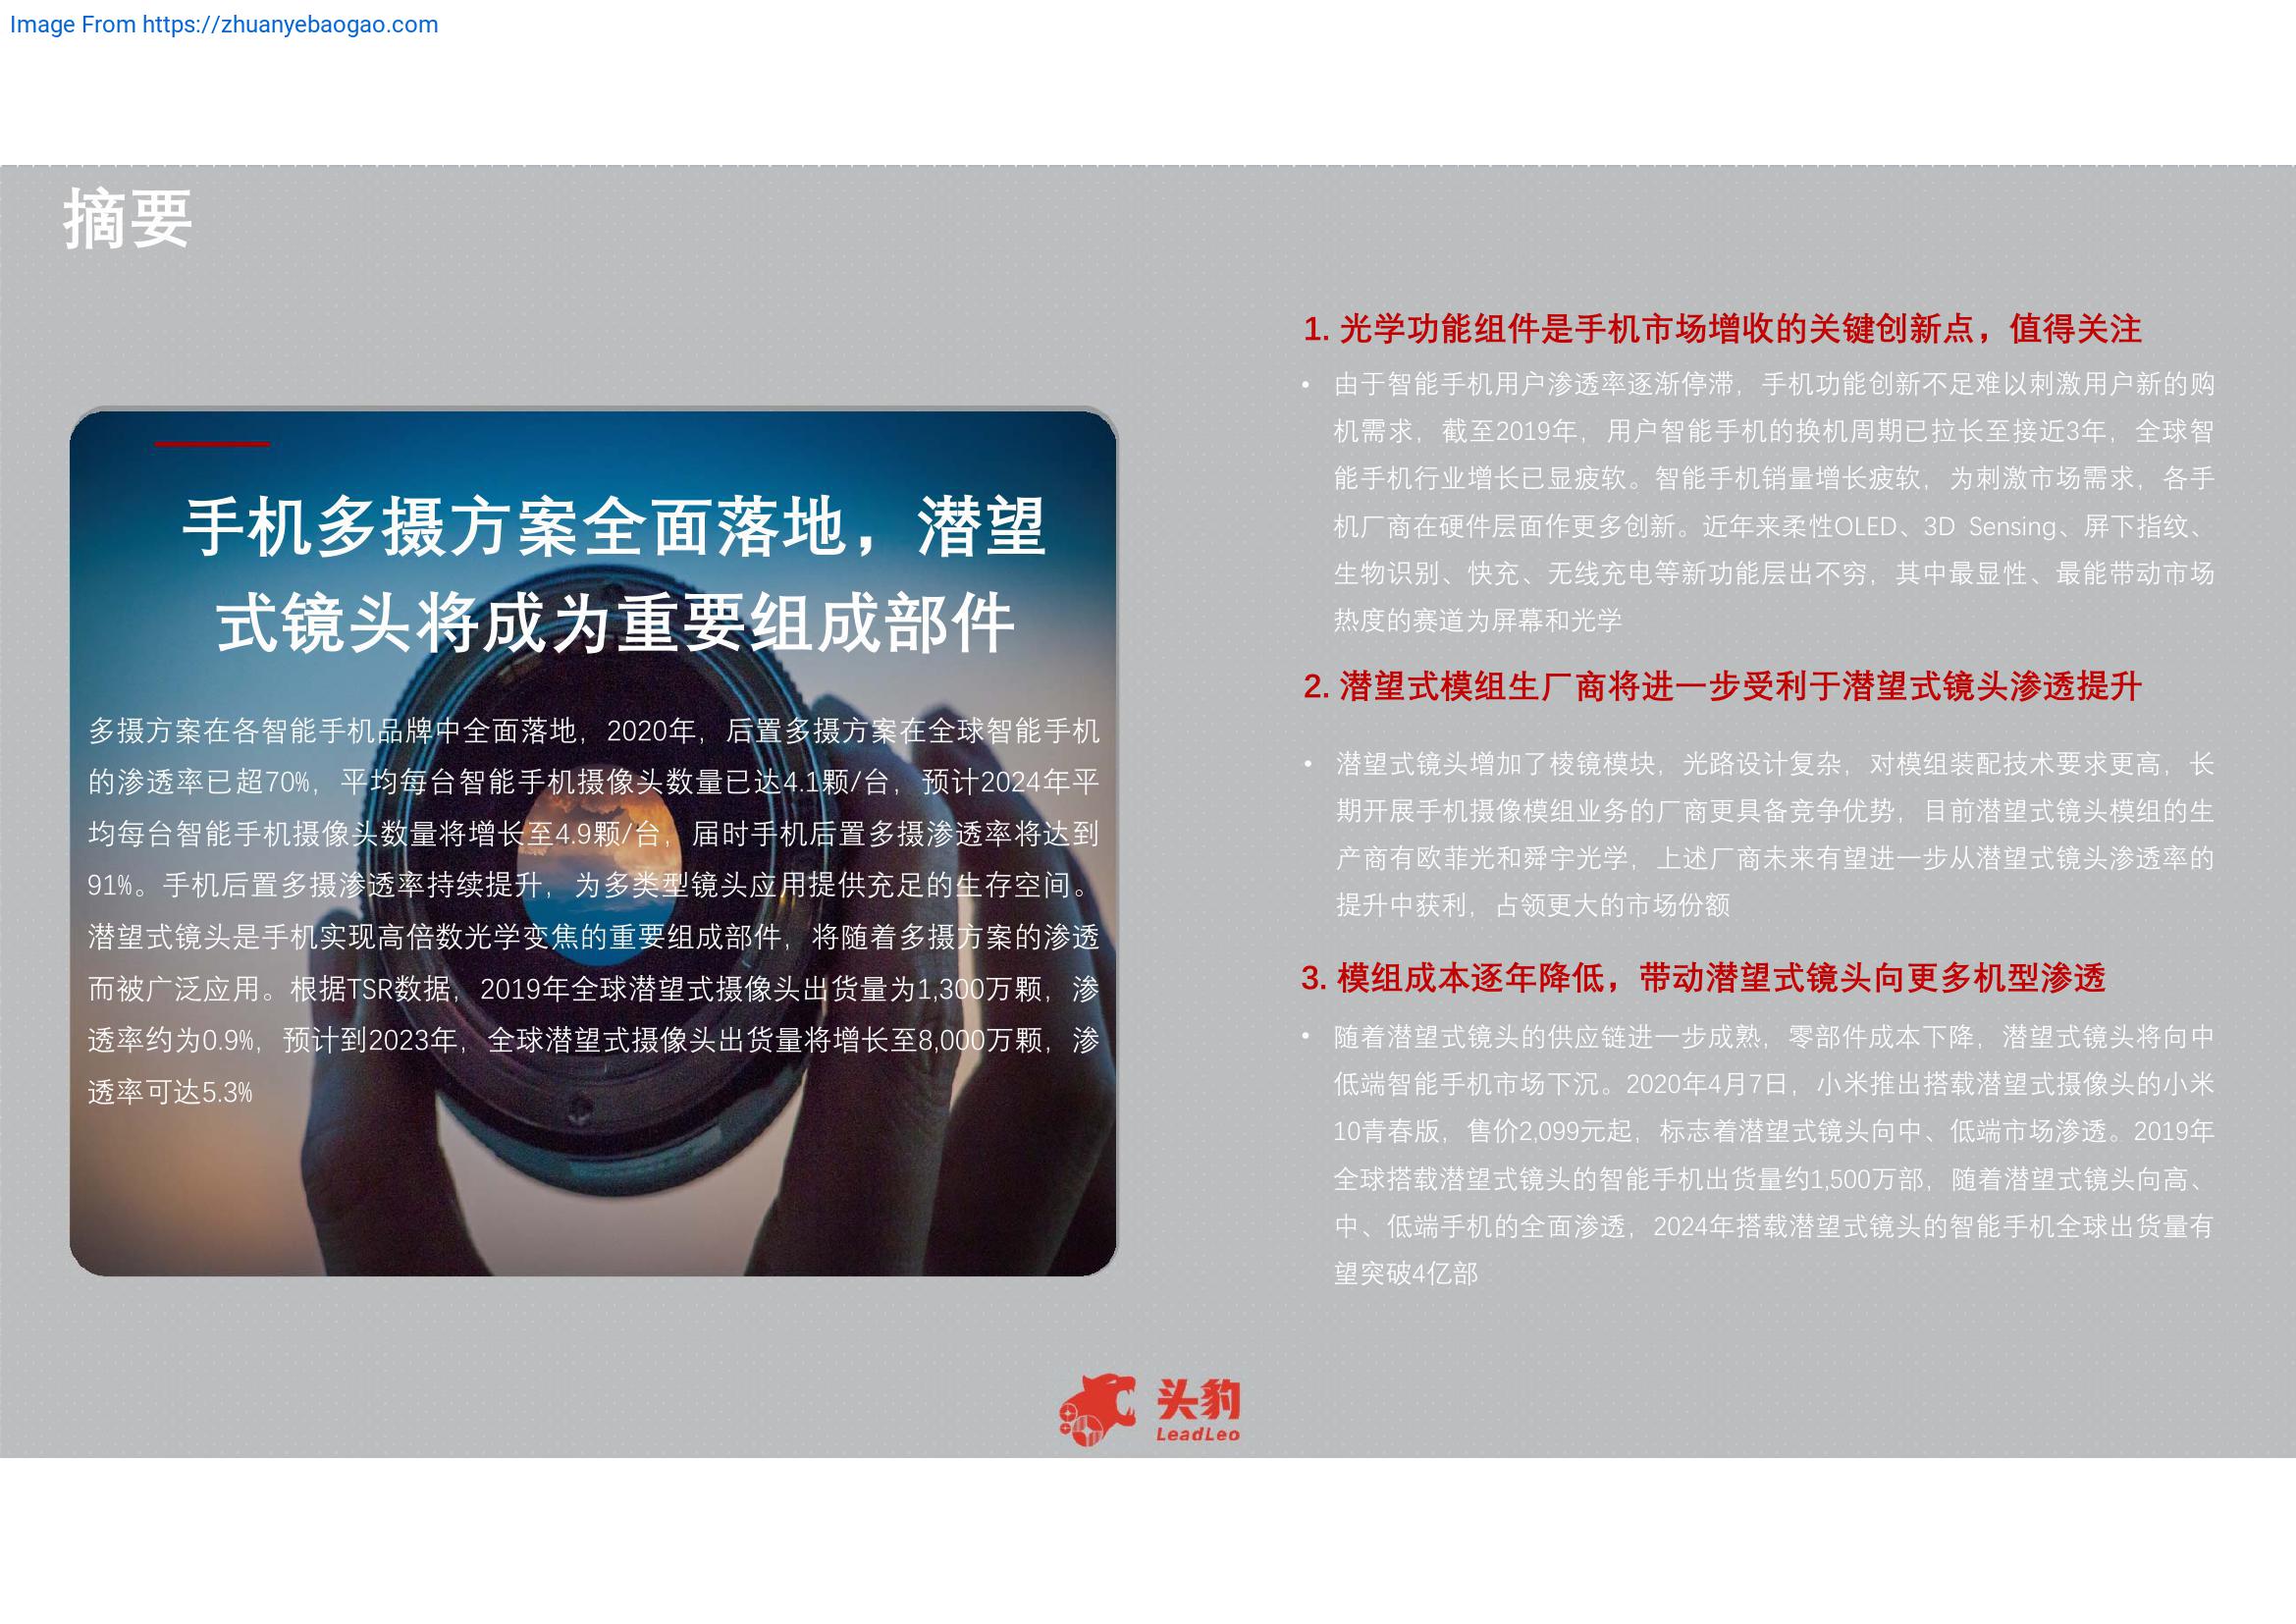 Image From https://zhuanyebaogao.com
摘要
手机多摄方案全面落地，潜望
式镜头将成为重要组成部件
多摄方案在各智能手机品牌中全面落地，2020年，后置多摄方案在全球智能手机
的渗透率已超70%，平均每台智能手机摄像头数量已达4.1颗/台，预计2024年平
均每台智能手机摄像头数量将增长至4.9颗/台，届时手机后置多摄渗透率将达到
91%。手机后置多摄渗透率持续提升，为多类型镜头应用提供充足的生存空间。
潜望式镜头是手机实现高倍数光学变焦的重要组成部件，将随着多摄方案的渗透
而被广泛应用。根据TSR数据，2019年全球潜望式摄像头出货量为1,300万颗，渗
透率约为0.9%，预计到2023年，全球潜望式摄像头出货量将增长至8,000万颗，渗
透率可达5.3%
1. 光学功能组件是手机市场增收的关键创新点，值得关注
• 由于智能手机用户渗透率逐渐停滞，手机功能创新不足难以刺激用户新的购
机需求，截至2019年，用户智能手机的换机周期已拉长至接近3年，全球智
能手机行业增长已显疲软。智能手机销量增长疲软，为刺激市场需求，各手
机厂商在硬件层面作更多创新。近年来柔性OLED、3D Sensing、屏下指纹、
生物识别、快充、无线充电等新功能层出不穷，其中最显性、最能带动市场
热度的赛道为屏幕和光学
2. 潜望式模组生厂商将进一步受利于潜望式镜头渗透提升
• 潜望式镜头增加了棱镜模块，光路设计复杂，对模组装配技术要求更高，长
期开展手机摄像模组业务的厂商更具备竞争优势，目前潜望式镜头模组的生
产商有欧菲光和舜宇光学，上述厂商未来有望进一步从潜望式镜头渗透率的
提升中获利，占领更大的市场份额
3. 模组成本逐年降低，带动潜望式镜头向更多机型渗透
• 随着潜望式镜头的供应链进一步成熟，零部件成本下降，潜望式镜头将向中
低端智能手机市场下沉。2020年4月7日，小米推出搭载潜望式摄像头的小米
10青春版，售价2,099元起，标志着潜望式镜头向中、低端市场渗透。2019年
全球搭载潜望式镜头的智能手机出货量约1,500万部，随着潜望式镜头向高、
中、低端手机的全面渗透，2024年搭载潜望式镜头的智能手机全球出货量有
望突破4亿部
头豹
LeadLeo